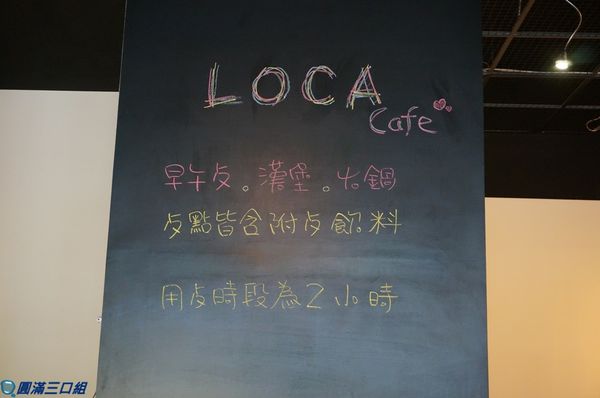 LOCA
Cafe
早午歺。漢堡。火鍋
歺點皆含附歺飲料
用歺時段為2小時
圓滿三口組